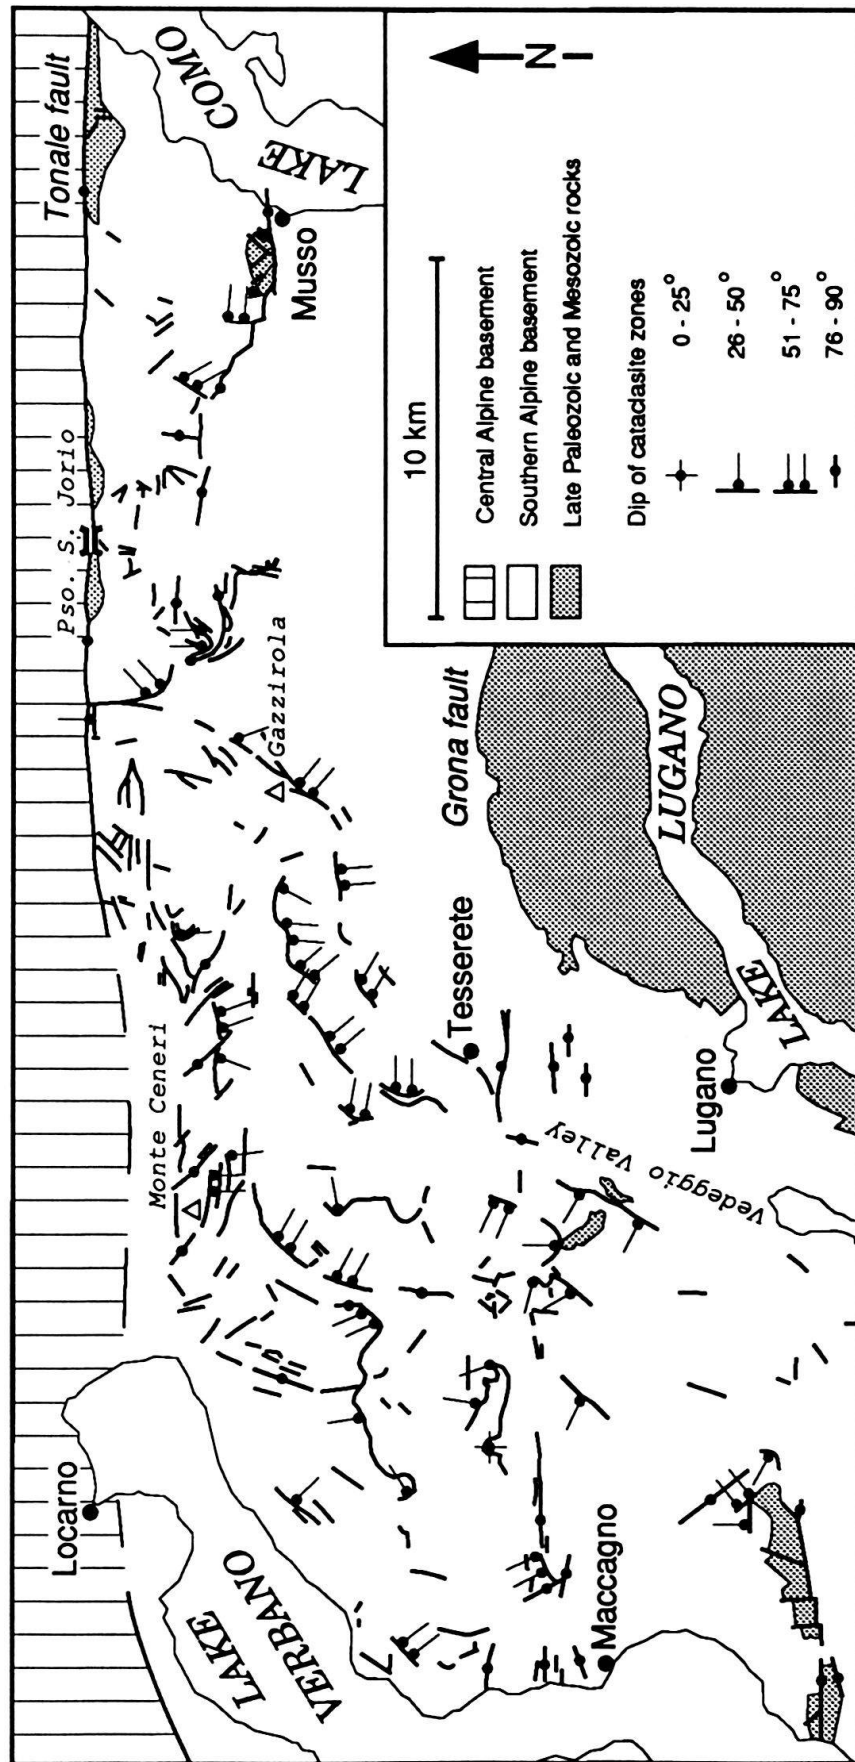 Tonale fault
Pso. S. Jorio
LAKE
COMO
Musso
Gazzirola
Monte Ceneri
Locarno
LAKE
VERBANO
Grona fault
Tesserete
LAKE
LUGANO
Lugano
Vedeggio Valley
Maccagno
N
10 km
Central Alpine basement
Southern Alpine basement
Late Paleozoic and Mesozoic rocks
Dip of cataclasite zones
0 - 25°
26 - 50°
51 - 75°
76 - 90°